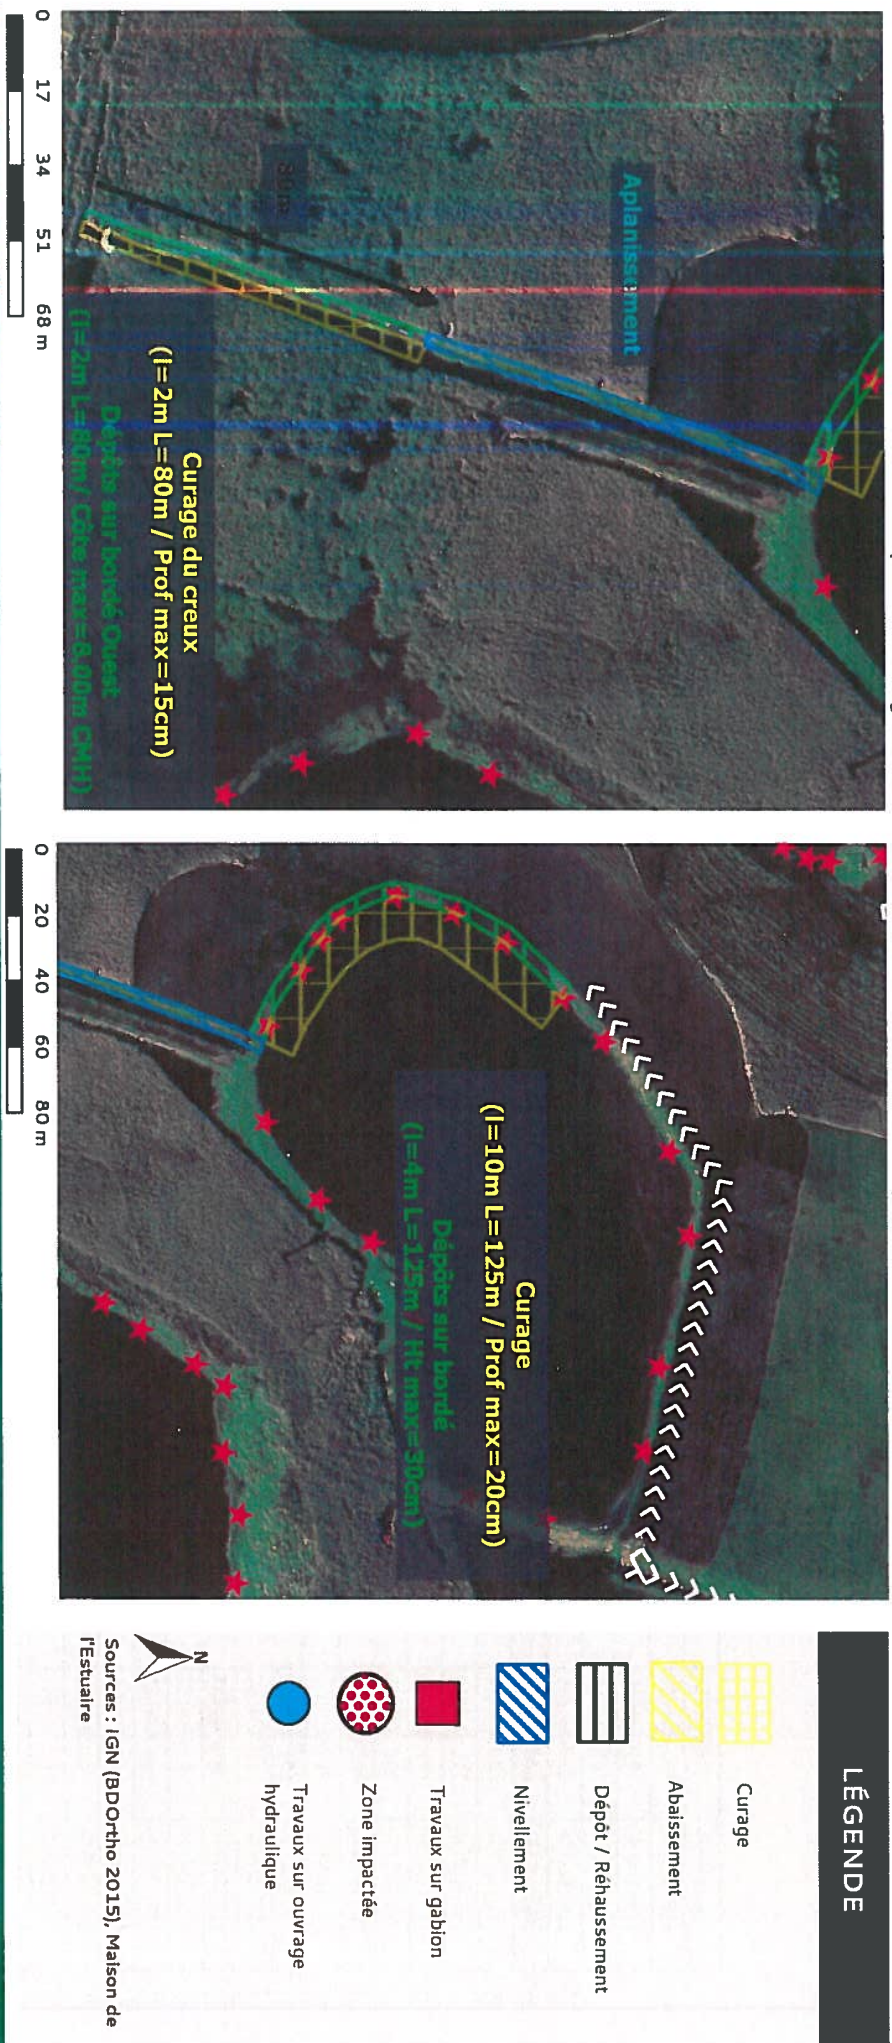 0 17 34 51 68 m
80m
Aplanissement
Curage du creux
(l=2m L=80m / Prof max=15cm)
Dépôts sur bordé Ouest
(l=2m L=80m/ Côte max=8.00m CMH)
0 20 40 60 80 m
Curage
(l=10m L=125m / Prof max=20cm)
Dépôts sur bordé
(l=4m L=125m / Ht max=30cm)
LÉGENDE
Curage
Abaissement
Dépôt / Réhaussement
Nivellement
Travaux sur gabion
Zone impactée
Travaux sur ouvrage
hydraulique
N
Sources : IGN (BDOrtho 2015), Maison de
l'Estuaire